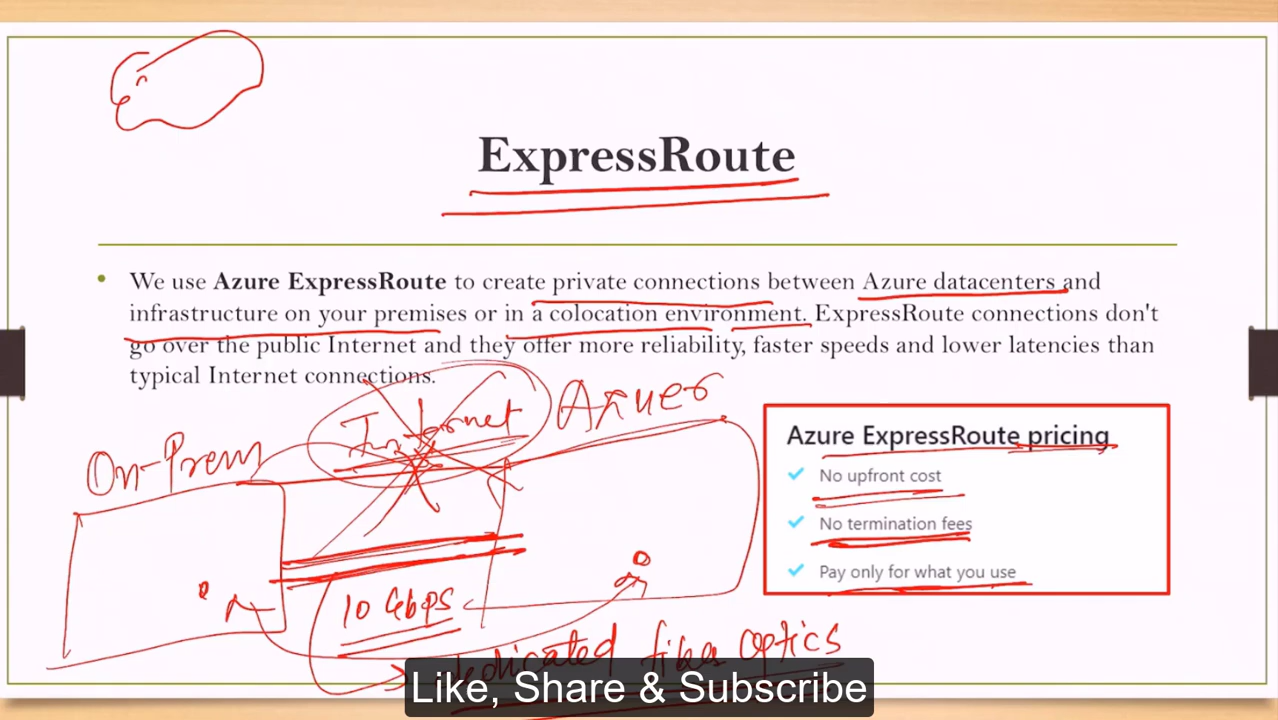 ExpressRoute
• We use Azure ExpressRoute to create private connections between Azure datacenters and
infrastructure on your premises or in a colocation environment. ExpressRoute connections don't
go over the public Internet and they offer more reliability, faster speeds and lower latencies than
typical Internet connections.
On-Prem
Internet
Azuer
10 Gbps
dedicated fiber optics
Azure ExpressRoute pricing
No upfront cost
No termination fees
Pay only for what you use
Like, Share & Subscribe